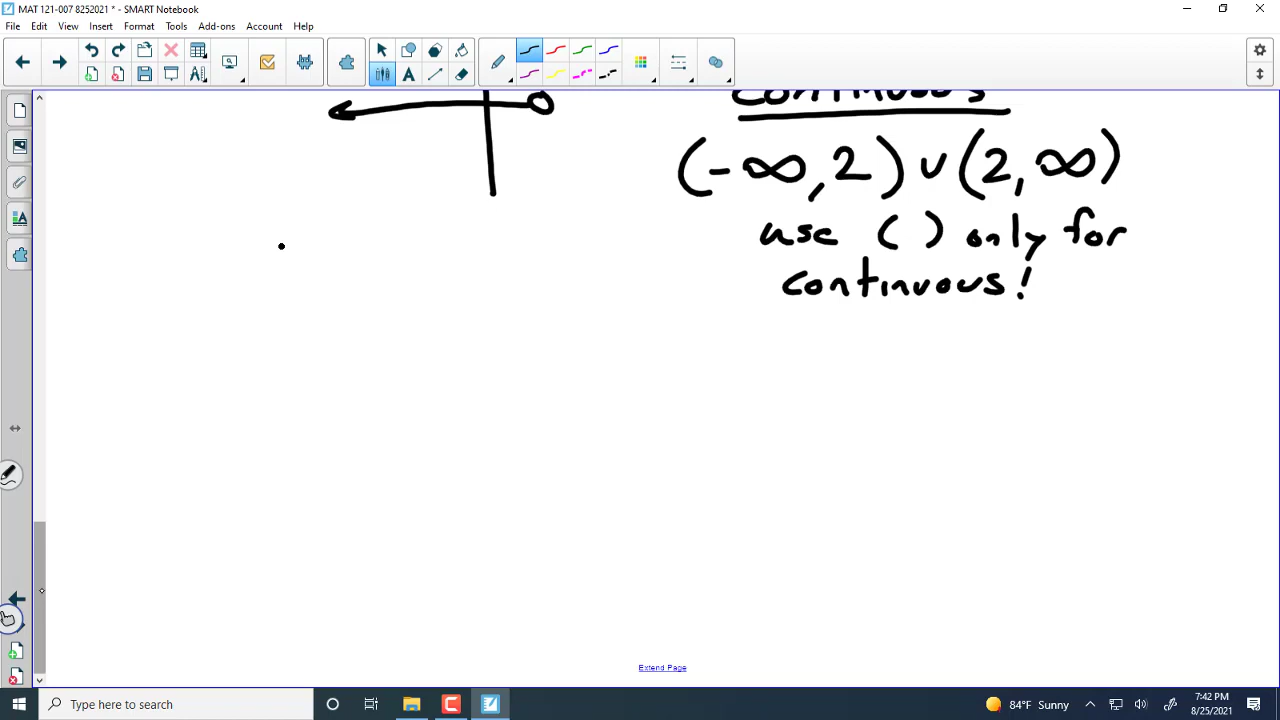 MAT 121-007 8252021 * - SMART Notebook
File Edit View Insert Format Tools Add-ons Account Help
continuous
(-∞,2)∪(2,∞)
use ( ) only for
continuous!
Extend Page
Type here to search
84°F Sunny
7:42 PM
8/25/2021